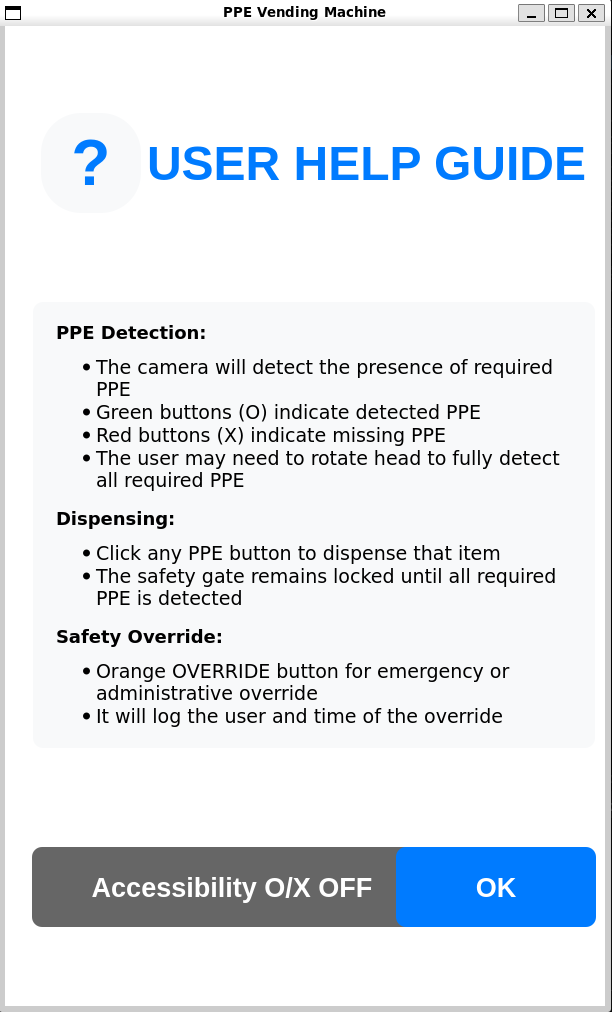 PPE Vending Machine
? USER HELP GUIDE
PPE Detection:
• The camera will detect the presence of required
PPE
• Green buttons (O) indicate detected PPE
• Red buttons (X) indicate missing PPE
• The user may need to rotate head to fully detect
all required PPE
Dispensing:
• Click any PPE button to dispense that item
• The safety gate remains locked until all required
PPE is detected
Safety Override:
• Orange OVERRIDE button for emergency or
administrative override
• It will log the user and time of the override
Accessibility O/X OFF
OK